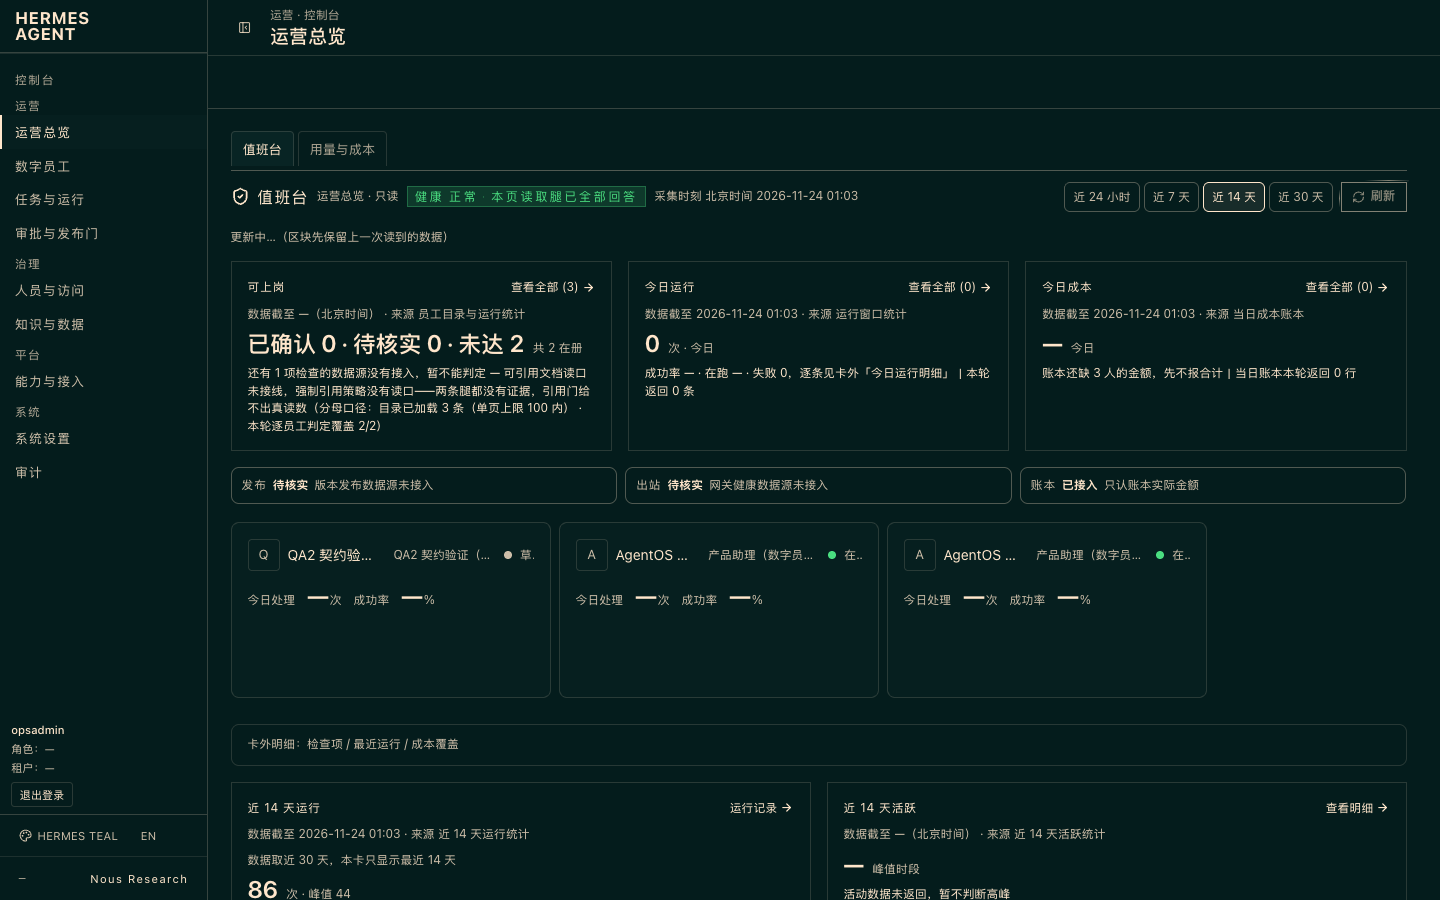 HERMES
AGENT
控制台
运营
运营总览
数字员工
任务与运行
审批与发布门
治理
人员与访问
知识与数据
平台
能力与接入
系统
系统设置
审计
opsadmin
角色：—
租户：—
退出登录
HERMES TEAL EN
— Nous Research
运营 · 控制台
运营总览
值班台 用量与成本
值班台 运营总览 · 只读 健康 正常 · 本页读取腿已全部回答 采集时刻 北京时间 2026-11-24 01:03
近 24 小时 近 7 天 近 14 天 近 30 天 刷新
更新中…（区块先保留上一次读到的数据）
可上岗 查看全部 (3) →
数据截至 —（北京时间） · 来源 员工目录与运行统计
已确认 0 · 待核实 0 · 未达 2 共 2 在册
还有 1 项检查的数据源没有接入，暂不能判定 — 可引用文档读口
未接线，强制引用策略没有读口——两条腿都没有证据，引用门给
不出真读数（分母口径：目录已加载 3 条（单页上限 100 内） ·
本轮逐员工判定覆盖 2/2）
今日运行 查看全部 (0) →
数据截至 2026-11-24 01:03 · 来源 运行窗口统计
0 次 · 今日
成功率 — · 在跑 — · 失败 0，逐条见卡外「今日运行明细」 | 本轮
返回 0 条
今日成本 查看全部 (0) →
数据截至 2026-11-24 01:03 · 来源 当日成本账本
— 今日
账本还缺 3 人的金额，先不报合计 | 当日账本本轮返回 0 行
发布 待核实 版本发布数据源未接入
出站 待核实 网关健康数据源未接入
账本 已接入 只认账本实际金额
Q QA2 契约验... QA2 契约验证（... 草.
今日处理 —次 成功率 —%
A AgentOS ... 产品助理（数字员... 在..
今日处理 —次 成功率 —%
A AgentOS ... 产品助理（数字员... 在..
今日处理 —次 成功率 —%
卡外明细：检查项 / 最近运行 / 成本覆盖
近 14 天运行 运行记录 →
数据截至 2026-11-24 01:03 · 来源 近 14 天运行统计
数据取近 30 天，本卡只显示最近 14 天
86 次 · 峰值 44
近 14 天活跃 查看明细 →
数据截至 —（北京时间） · 来源 近 14 天活跃统计
— 峰值时段
活动数据未返回，暂不判断高峰